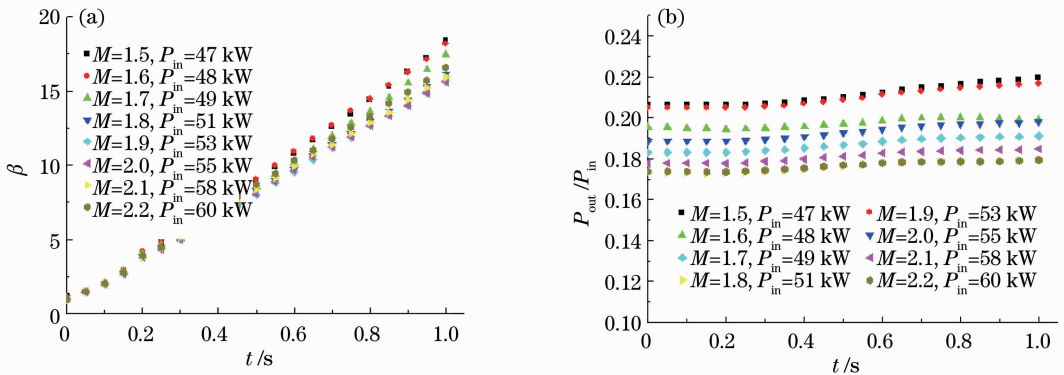 (a)
20
15
10
5
0
β
M=1.5, Pin=47 kW
M=1.6, Pin=48 kW
M=1.7, Pin=49 kW
M=1.8, Pin=51 kW
M=1.9, Pin=53 kW
M=2.0, Pin=55 kW
M=2.1, Pin=58 kW
M=2.2, Pin=60 kW
0 0.2 0.4 0.6 0.8 1.0
t /s
(b)
0.24
0.22
0.20
0.18
0.16
0.14
0.12
0.10
Pout/Pin
M=1.5, Pin=47 kW M=1.9, Pin=53 kW
M=1.6, Pin=48 kW M=2.0, Pin=55 kW
M=1.7, Pin=49 kW M=2.1, Pin=58 kW
M=1.8, Pin=51 kW M=2.2, Pin=60 kW
0 0.2 0.4 0.6 0.8 1.0
t /s